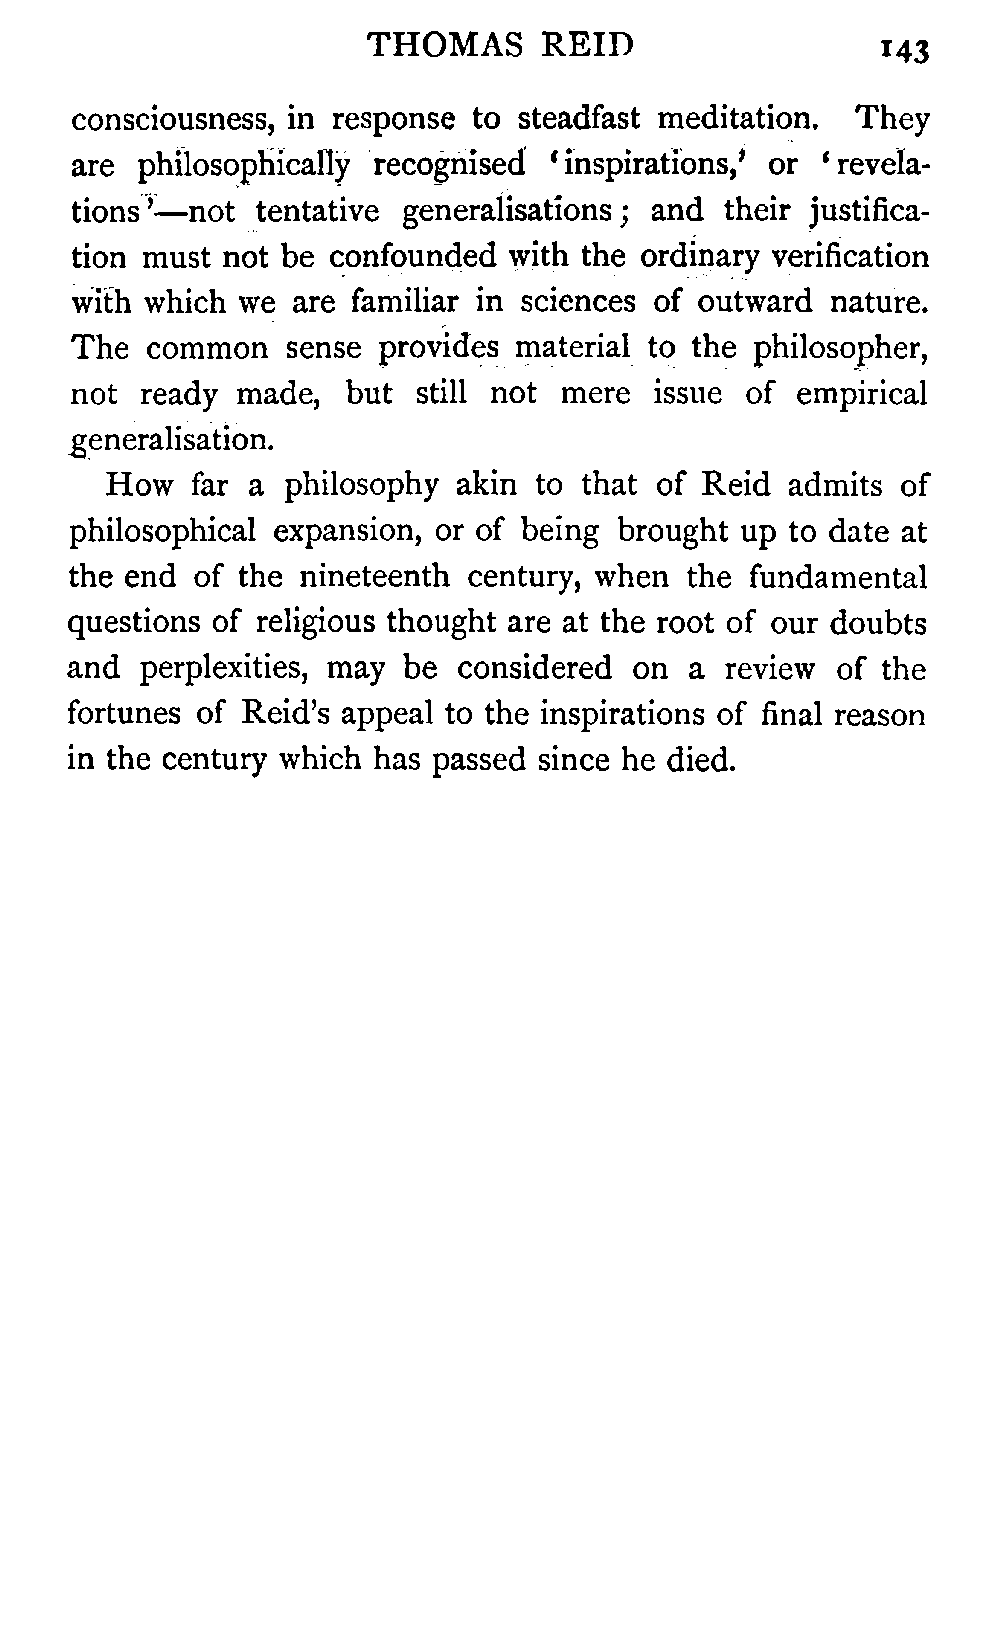 THOMAS REID 143
consciousness, in response to steadfast meditation. They
are philosophically recognised ‘inspirations,’ or ‘revela-
tions’—not tentative generalisations; and their justifica-
tion must not be confounded with the ordinary verification
with which we are familiar in sciences of outward nature.
The common sense provides material to the philosopher,
not ready made, but still not mere issue of empirical
generalisation.
How far a philosophy akin to that of Reid admits of
philosophical expansion, or of being brought up to date at
the end of the nineteenth century, when the fundamental
questions of religious thought are at the root of our doubts
and perplexities, may be considered on a review of the
fortunes of Reid's appeal to the inspirations of final reason
in the century which has passed since he died.